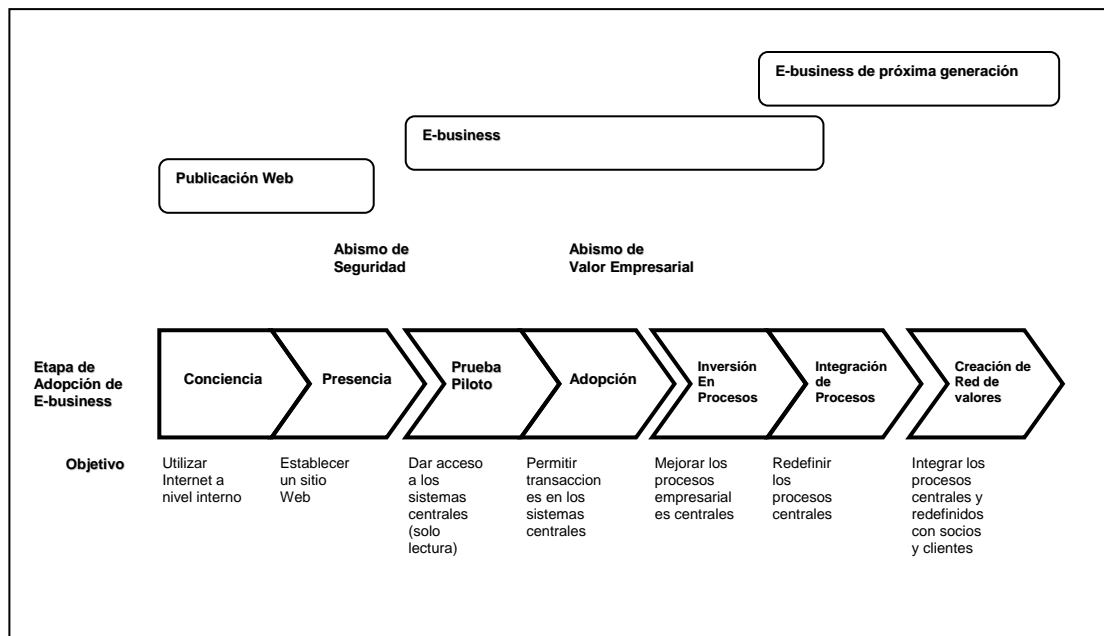 E-business de próxima generación
E-business
Publicación Web
Abismo de
Seguridad
Abismo de
Valor Empresarial
Etapa de
Adopción de
E-business
Conciencia
Presencia
Prueba
Piloto
Adopción
Inversión
En
Procesos
Integración
de
Procesos
Creación de
Red de
valores
Objetivo
Utilizar
Internet a
nivel interno
Establecer
un sitio
Web
Dar acceso
a los
sistemas
centrales
(solo
lectura)
Permitir
transaccion
es en los
sistemas
centrales
Mejorar los
procesos
empresarial
es centrales
Redefinir
los
procesos
centrales
Integrar los
procesos
centrales y
redefinidos
con socios
y clientes